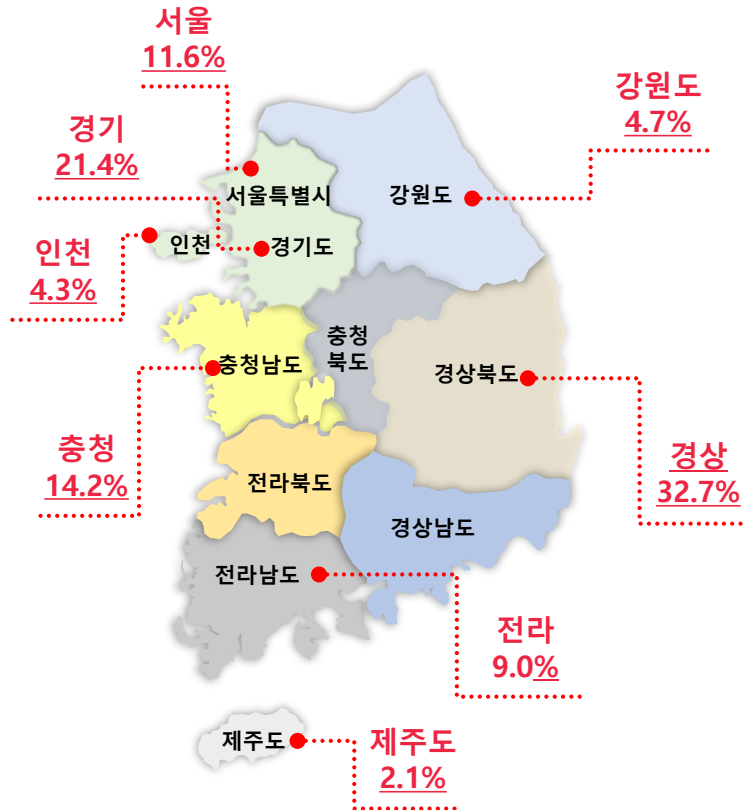 서울
11.6%
강원도
4.7%
경기
21.4%
서울특별시
강원도
인천
경기도
인천
4.3%
충청
북도
충청남도
경상북도
충청
14.2%
경상
32.7%
전라북도
경상남도
전라남도
전라
9.0%
제주도
제주도
2.1%